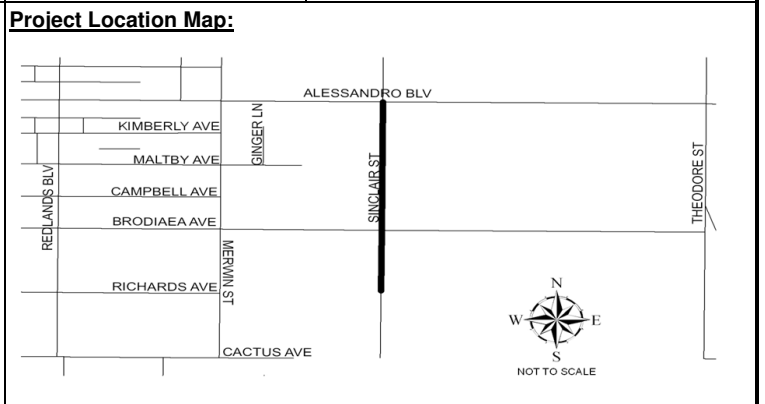 Project Location Map:
ALESSANDRO BLV
KIMBERLY AVE
GINGER LN
MALTBY AVE
SINCLAIR ST
THEODORE ST
REDLANDS BLV
CAMPBELL AVE
BRODIAEA AVE
MERWIN ST
RICHARDS AVE
N
W
E
S
CACTUS AVE
NOT TO SCALE